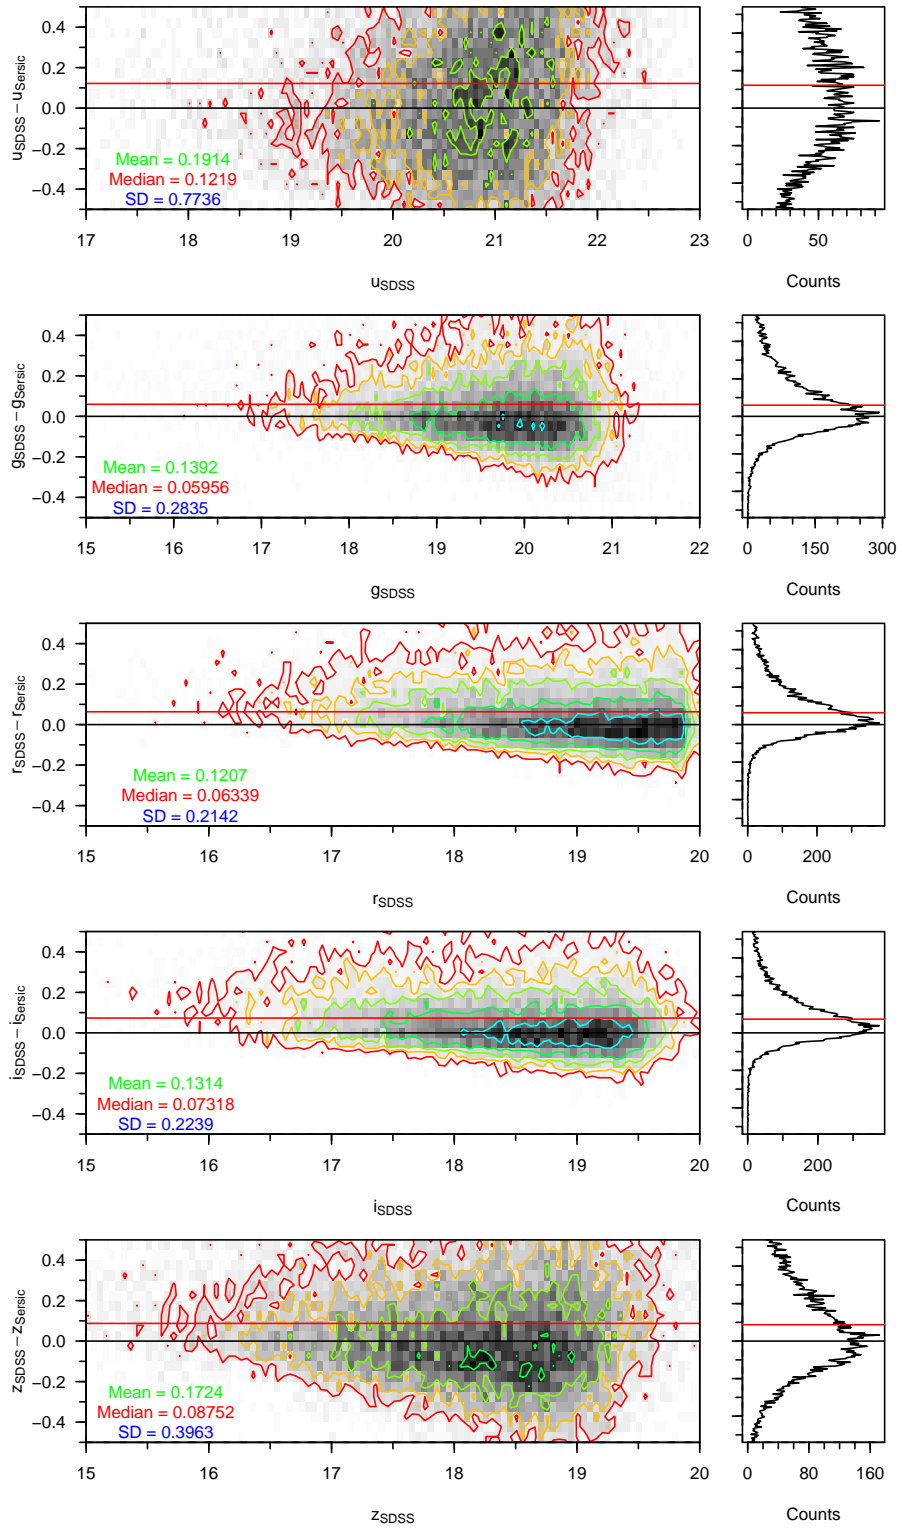 0.4
0.2
0.0
−0.4
uSDSS − uSersic
Mean = 0.1914
Median = 0.1219
SD = 0.7736
17 18 19 20 21 22 23
0 50
uSDSS
Counts
0.4
0.2
0.0
−0.2
−0.4
gSDSS − gSersic
Mean = 0.1392
Median = 0.05956
SD = 0.2835
15 16 17 18 19 20 21 22
0 150 300
gSDSS
Counts
0.4
0.2
0.0
−0.2
−0.4
rSDSS − rSersic
Mean = 0.1207
Median = 0.06339
SD = 0.2142
15 16 17 18 19 20
0 200
rSDSS
Counts
0.4
0.2
0.0
−0.2
−0.4
iSDSS − iSersic
Mean = 0.1314
Median = 0.07318
SD = 0.2239
15 16 17 18 19 20
0 200
iSDSS
Counts
0.4
0.2
0.0
−0.2
−0.4
zSDSS − zSersic
Mean = 0.1724
Median = 0.08752
SD = 0.3963
15 16 17 18 19 20
0 80 160
zSDSS
Counts